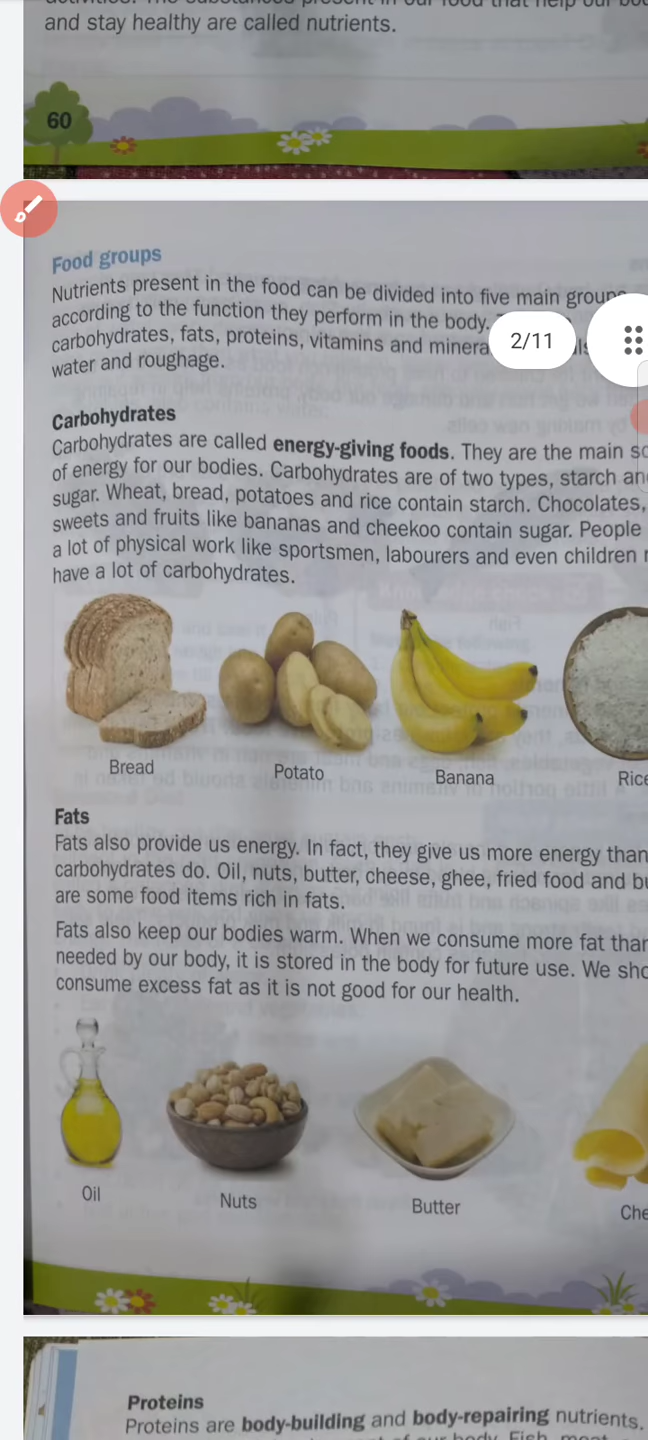 and stay healthy are called nutrients.
60
Food groups
Nutrients present in the food can be divided into five main groups
according to the function they perform in the body.
carbohydrates, fats, proteins, vitamins and
water and roughage.
2/11
Carbohydrates
Carbohydrates are called energy-giving foods. They are the main
of energy for our bodies. Carbohydrates are of two types, starch
sugar. Wheat, bread, potatoes and rice contain starch. Chocolates,
sweets and fruits like bananas and cheekoo contain sugar. People
a lot of physical work like sportsmen, labourers and even children
have a lot of carbohydrates.
Bread
Potato
Banana
Rice
Fats
Fats also provide us energy. In fact, they give us more energy than
carbohydrates do. Oil, nuts, butter, cheese, ghee, fried food and
are some food items rich in fats.
Fats also keep our bodies warm. When we consume more fat than
needed by our body, it is stored in the body for future use. We
consume excess fat as it is not good for our health.
Oil
Nuts
Butter
Che
Proteins
Proteins are body-building and body-repairing nutrients.